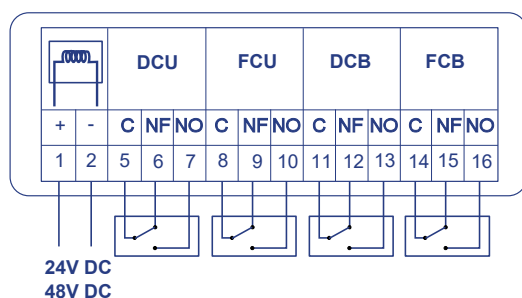 DCU FCU DCB FCB
+ - C NF NO C NF NO C NF NO C NF NO
1 2 5 6 7 8 9 10 11 12 13 14 15 16
24V DC
48V DC